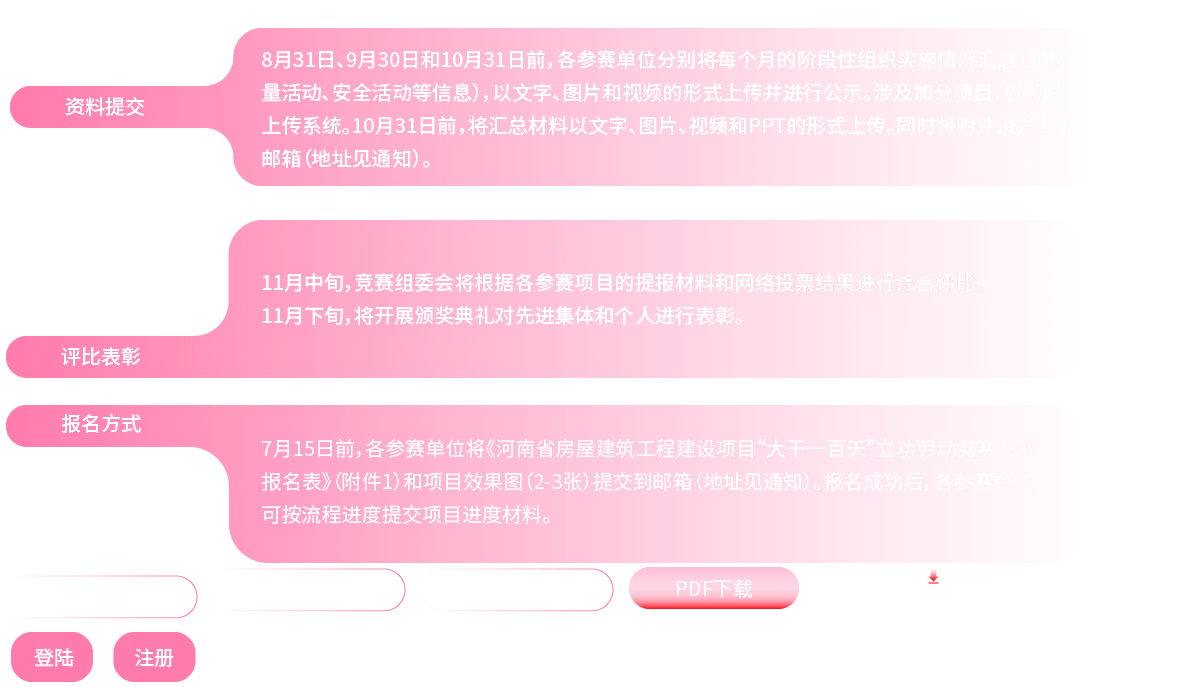 资料提交
8月31日、9月30日和10月31日前，各参赛单位分别将每个月的阶段性组织实施情况汇总（如质
量活动、安全活动等信息），以文字、图片和视频的形式上传并进行公示。涉及加分项目，应即时
上传系统。10月31日前，将汇总材料以文字、图片、视频和PPT的形式上传。同时将附件2提交到
邮箱（地址见通知）。
11月中旬，竞赛组委会将根据各参赛项目的提报材料和网络投票结果进行综合评比。
11月下旬，将开展颁奖典礼对先进集体和个人进行表彰。
评比表彰
报名方式
7月15日前，各参赛单位将《河南省房屋建筑工程建设项目“大干一百天”立功劳动竞赛参赛
报名表》（附件1）和项目效果图（2-3张）提交到邮箱（地址见通知）。报名成功后，各参赛单位
可按流程进度提交项目进度材料。
PDF下载
登陆
注册